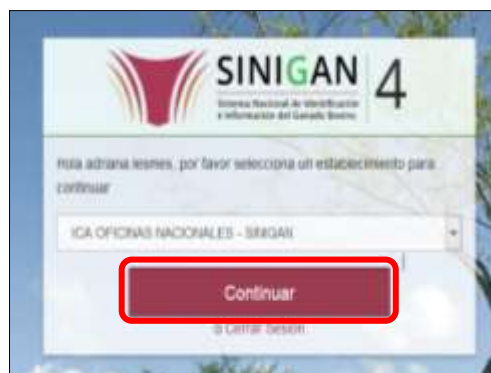 SINIGAN 4
Sistema Nacional de Identificación
e Información del Ganado Bovino
Hola adriana lesmes, por favor selecciona un establecimiento para
continuar
ICA OFICINAS NACIONALES - SINIGAN
Continuar
o Cerrar Sesión